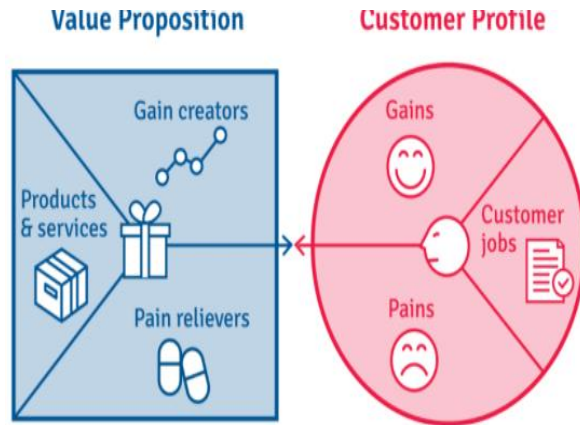 Value Proposition
Customer Profile
Gain creators
Products
& services
Pain relievers
Gains
Customer
jobs
Pains